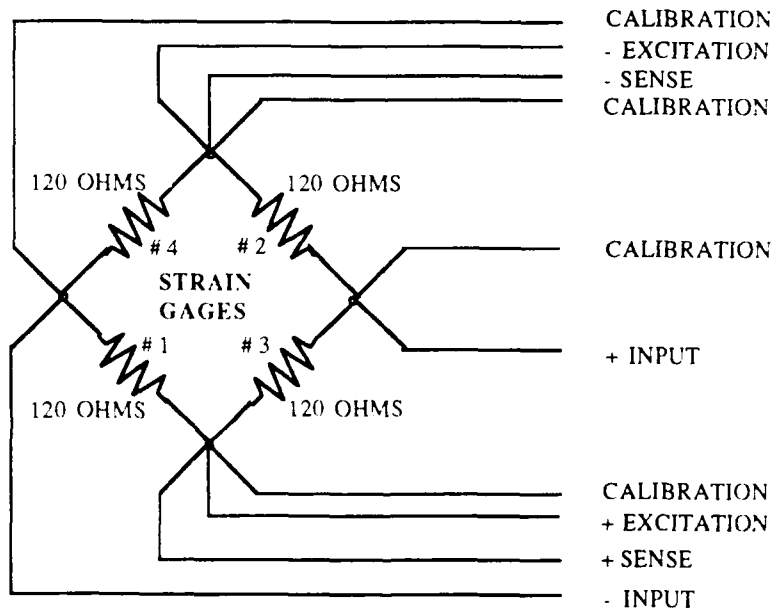 CALIBRATION
- EXCITATION
- SENSE
CALIBRATION
120 OHMS
120 OHMS
#4
#2
CALIBRATION
STRAIN
GAGES
#1
#3
+ INPUT
120 OHMS
120 OHMS
CALIBRATION
+ EXCITATION
+ SENSE
- INPUT